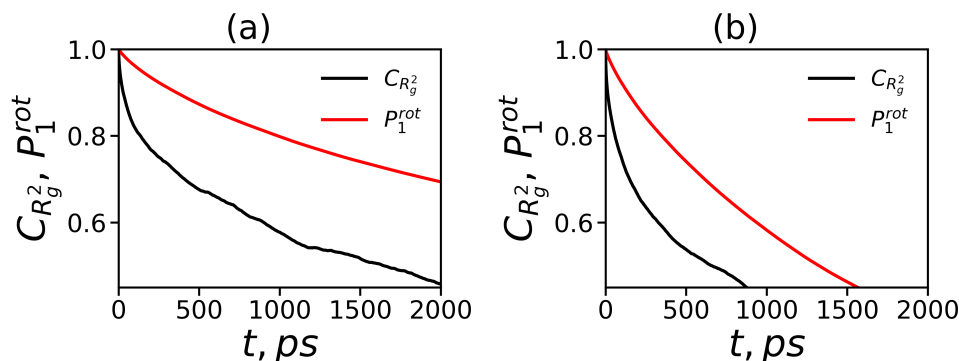 (a)
C_{R_g^2}, P_1^{rot}
1.0
0.8
0.6
C_{R_g^2}
P_1^{rot}
0 500 1000 1500 2000
t, ps
(b)
C_{R_g^2}, P_1^{rot}
1.0
0.8
0.6
C_{R_g^2}
P_1^{rot}
0 500 1000 1500 2000
t, ps